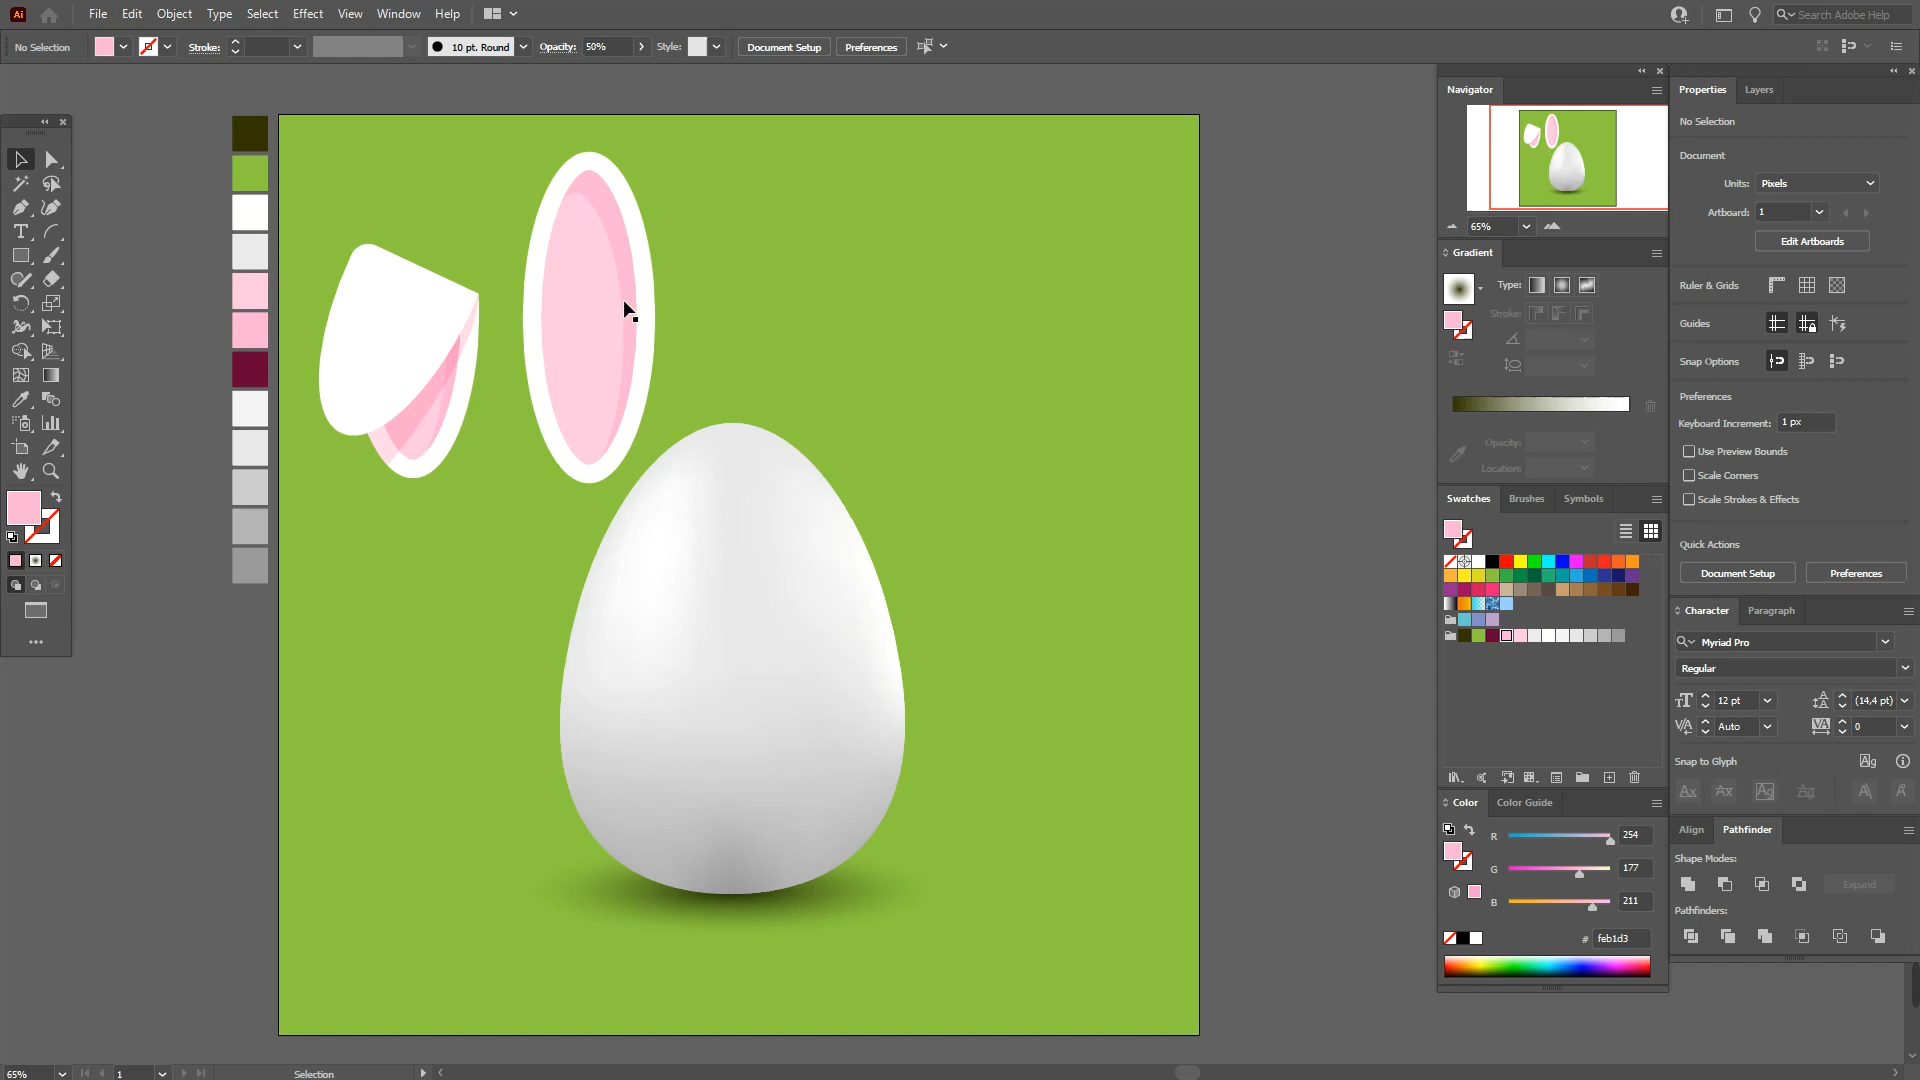 Ai File Edit Object Type Select Effect View Window Help Search Adobe Help
No Selection Stroke: 10 pt. Round Opacity: 50% Style: Document Setup Preferences
Navigator
65%
Gradient
Type:
Stroke:
Opacity:
Location:
Swatches Brushes Symbols
Color Color Guide
R 254
G 177
B 211
# feb1d3
Properties Layers
No Selection
Document
Units: Pixels
Artboard: 1
Edit Artboards
Ruler & Grids
Guides
Snap Options
Preferences
Keyboard Increment: 1 px
Use Preview Bounds
Scale Corners
Scale Strokes & Effects
Quick Actions
Document Setup Preferences
Character Paragraph
Myriad Pro
Regular
12 pt (14,4 pt)
Auto 0
Snap to Glyph
Align Pathfinder
Shape Modes:
Expand
Pathfinders:
65% 1 Selection